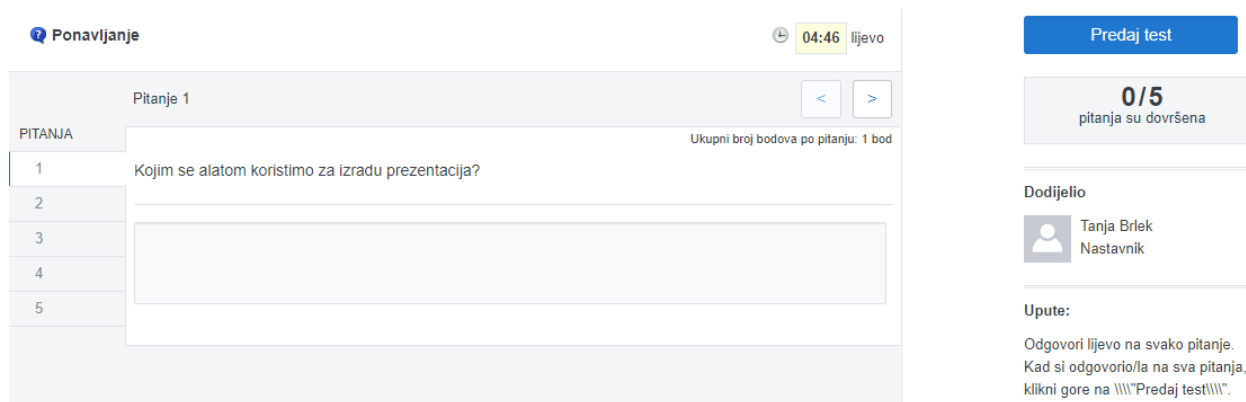 Ponavljanje
04:46 lijevo
Pitanje 1
< >
PITANJA
Ukupni broj bodova po pitanju: 1 bod
1
Kojim se alatom koristimo za izradu prezentacija?
2
3
4
5
Predaj test
0/5
pitanja su dovršena
Dodijelio
Tanja Brlek
Nastavnik
Upute:
Odgovori lijevo na svako pitanje.
Kad si odgovorio/la na sva pitanja,
klikni gore na \\\\"Predaj test\\\\".